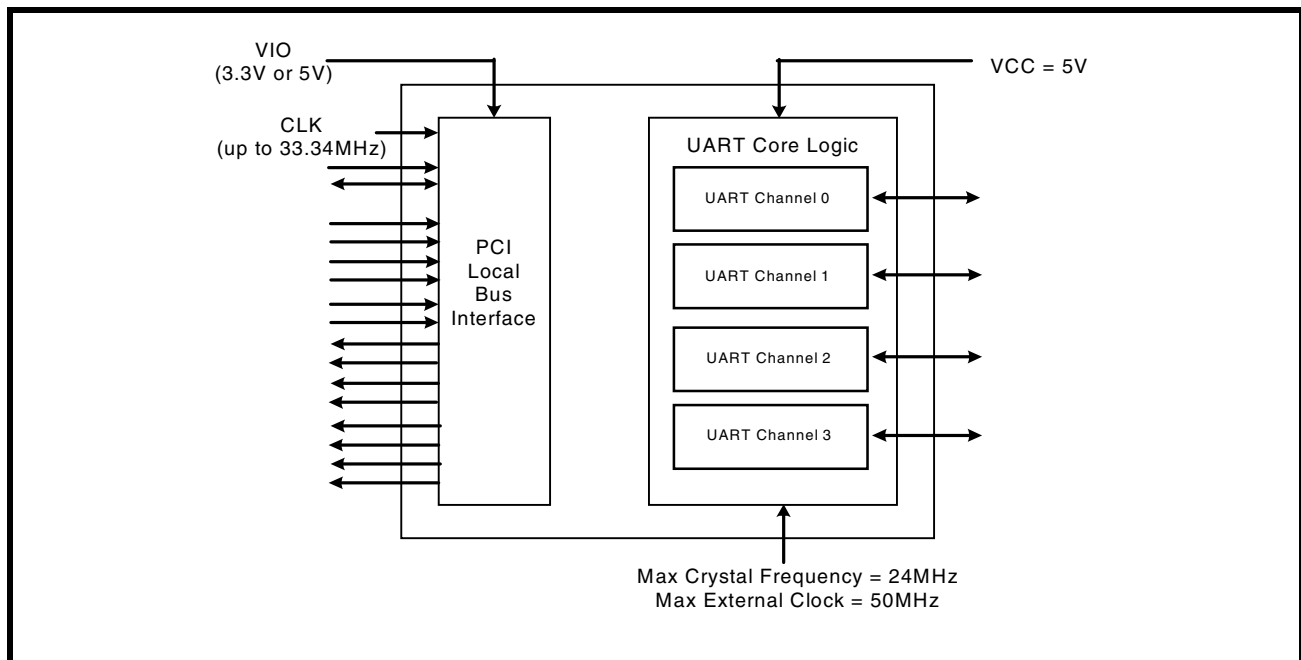 VIO
(3.3V or 5V)
VCC = 5V
CLK
(up to 33.34MHz)
PCI
Local
Bus
Interface
UART Core Logic
UART Channel 0
UART Channel 1
UART Channel 2
UART Channel 3
Max Crystal Frequency = 24MHz
Max External Clock = 50MHz